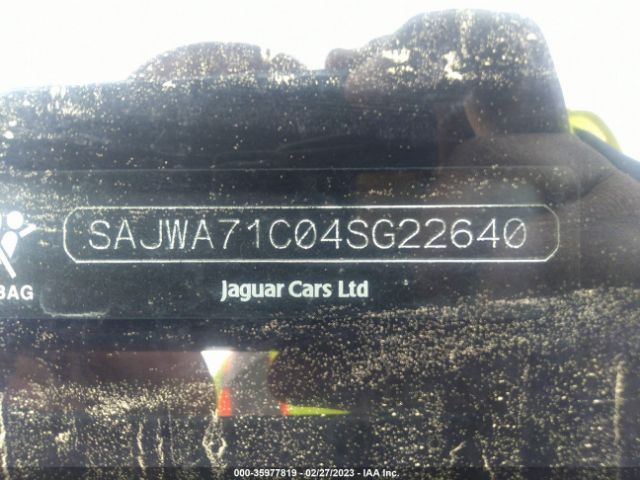 SAJWA71C04SG22640
BAG
Jaguar Cars Ltd
000-35977819 - 02/27/2023 - IAA Inc.